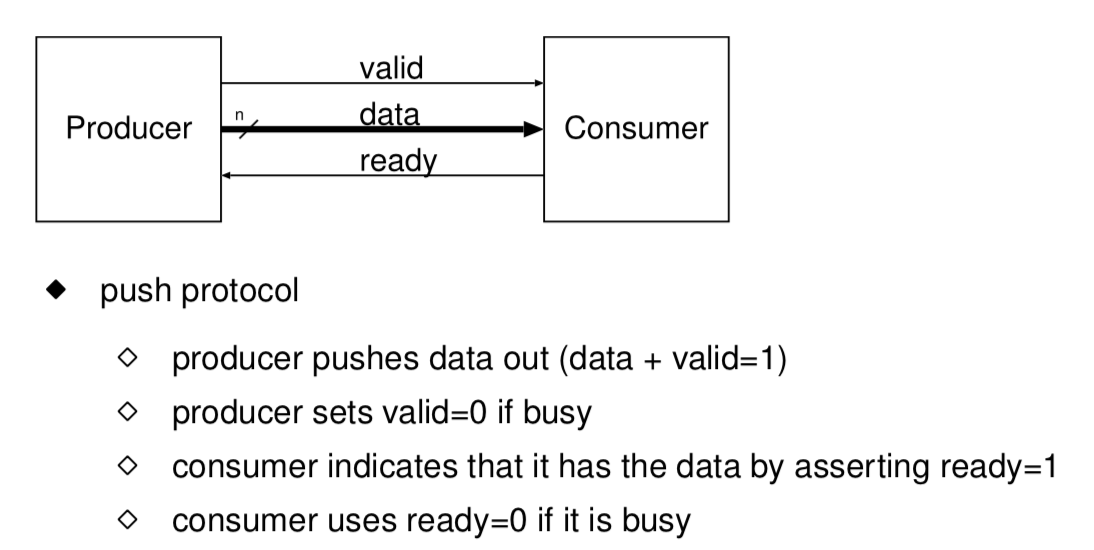 valid
n
data
Producer
Consumer
ready
push protocol
producer pushes data out (data + valid=1)
producer sets valid=0 if busy
consumer indicates that it has the data by asserting ready=1
consumer uses ready=0 if it is busy